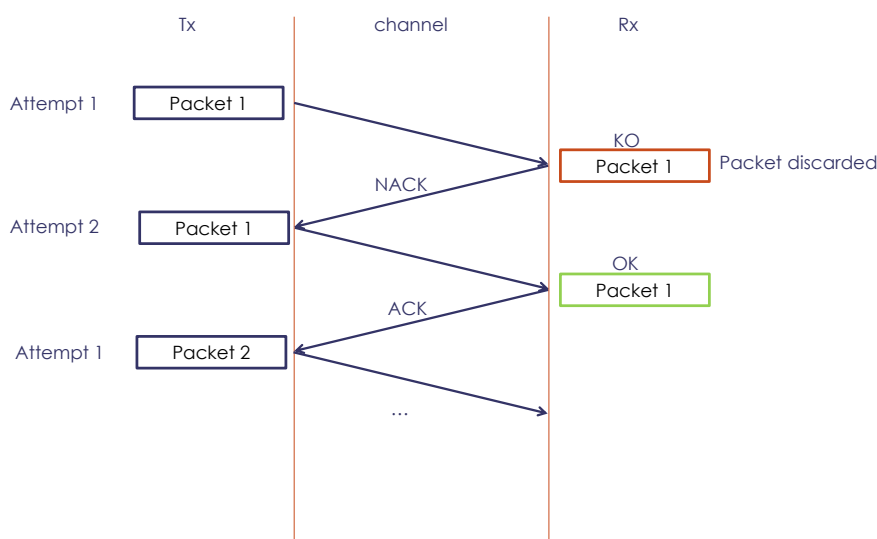 Tx channel Rx
Attempt 1 Packet 1
KO
Packet 1 Packet discarded
NACK
Attempt 2 Packet 1
OK
Packet 1
ACK
Attempt 1 Packet 2
...